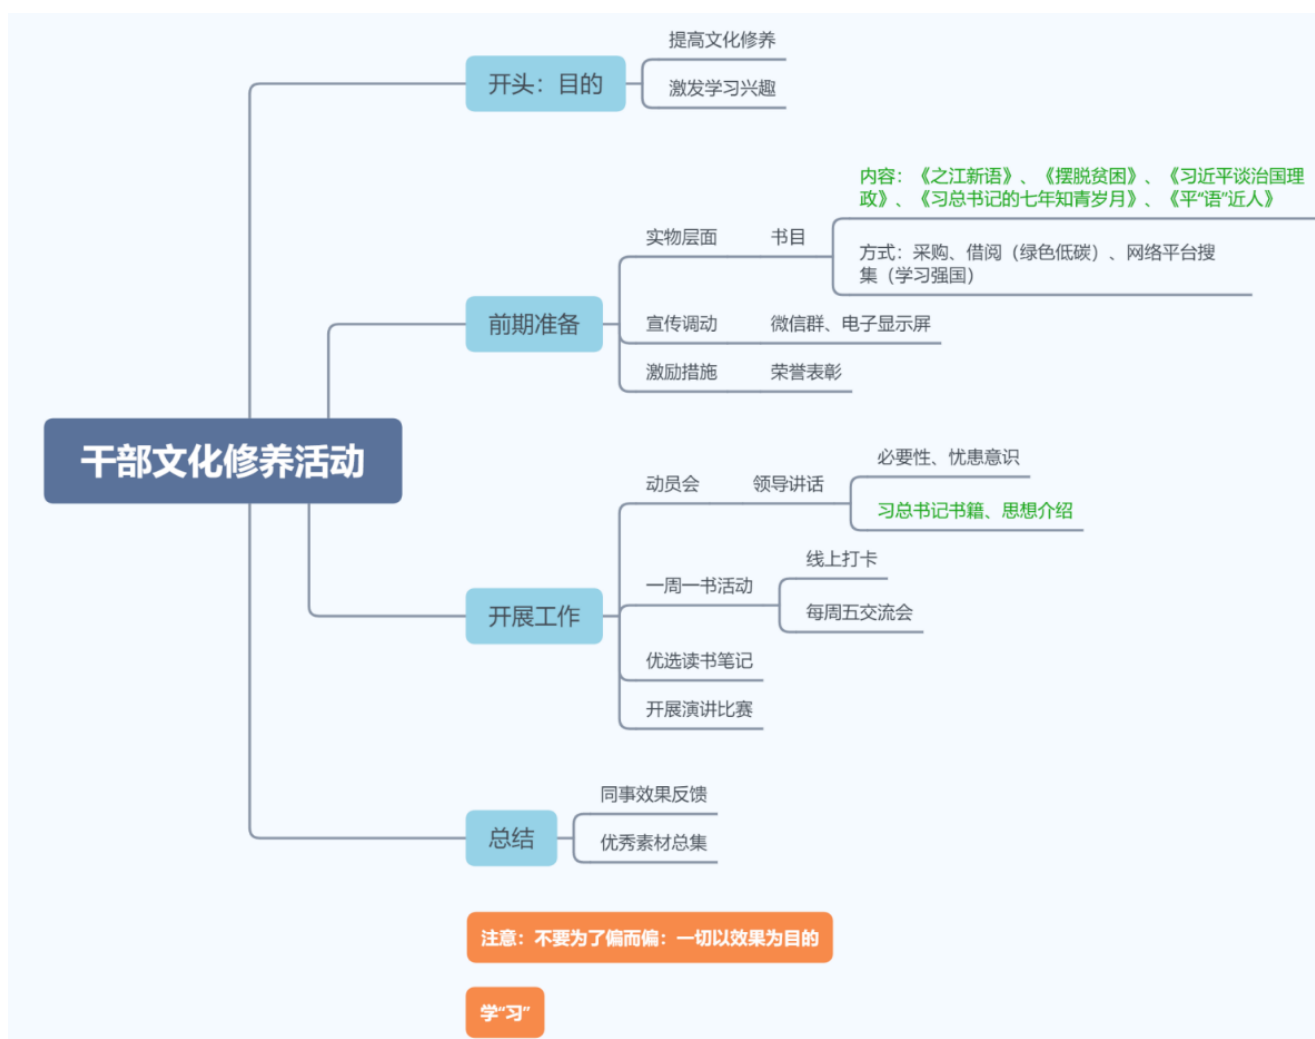 提高文化修养
开头：目的
激发学习兴趣
内容：《之江新语》、《摆脱贫困》、《习近平谈治国理
政》、《习总书记的七年知青岁月》、《平“语”近人》
实物层面
书目
方式：采购、借阅（绿色低碳）、网络平台搜
集（学习强国）
前期准备
宣传调动
微信群、电子显示屏
激励措施
荣誉表彰
干部文化修养活动
必要性、忧患意识
动员会
领导讲话
习总书记书籍、思想介绍
线上打卡
一周一书活动
每周五交流会
开展工作
优选读书笔记
开展演讲比赛
同事效果反馈
总结
优秀素材总集
注意：不要为了偏而偏：一切以效果为目的
学“习”